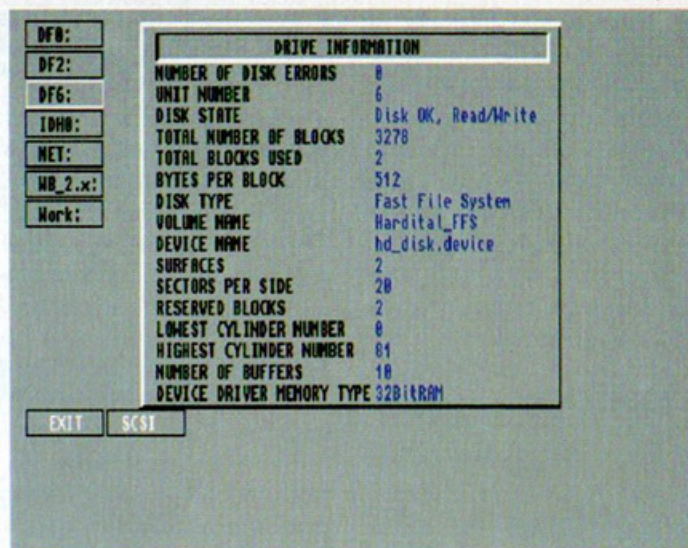 DF0:
DF2:
DF6:
IDH0:
NET:
WB_2.x:
Work:
DRIVE INFORMATION
NUMBER OF DISK ERRORS 0
UNIT NUMBER 6
DISK STATE Disk OK, Read/Write
TOTAL NUMBER OF BLOCKS 3278
TOTAL BLOCKS USED 2
BYTES PER BLOCK 512
DISK TYPE Fast File System
VOLUME NAME Hardital_FFS
DEVICE NAME hd_disk.device
SURFACES 2
SECTORS PER SIDE 20
RESERVED BLOCKS 2
LOWEST CYLINDER NUMBER 0
HIGHEST CYLINDER NUMBER 81
NUMBER OF BUFFERS 10
DEVICE DRIVER MEMORY TYPE 32BitRAM
EXIT SCSI